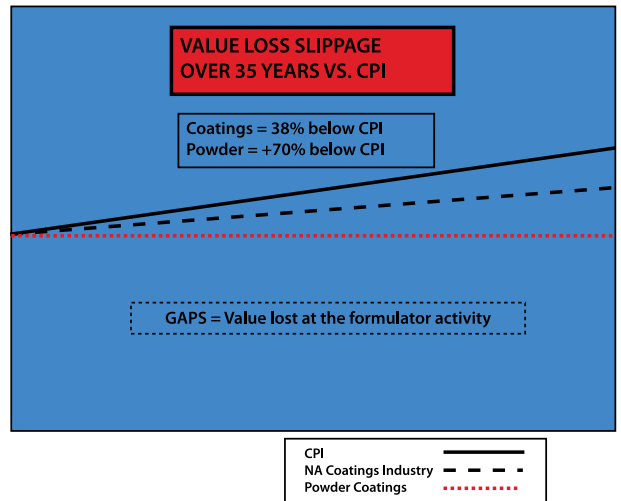 VALUE LOSS SLIPPAGE
OVER 35 YEARS VS. CPI
Coatings = 38% below CPI
Powder = +70% below CPI
GAPS = Value lost at the formulator activity
CPI
NA Coatings Industry
Powder Coatings